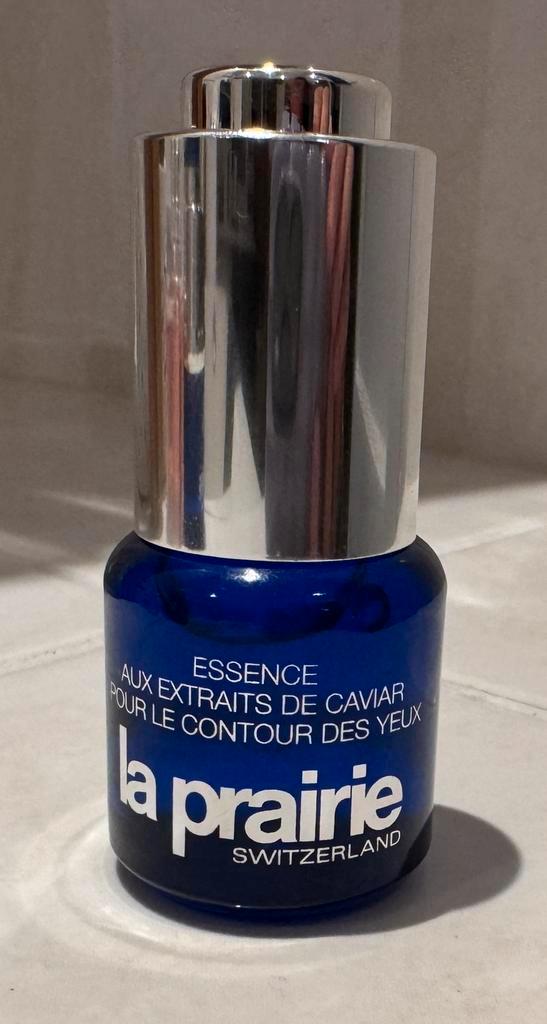 ESSENCE
AUX EXTRAITS DE CAVIAR
POUR LE CONTOUR DES YEUX
la prairie
SWITZERLAND